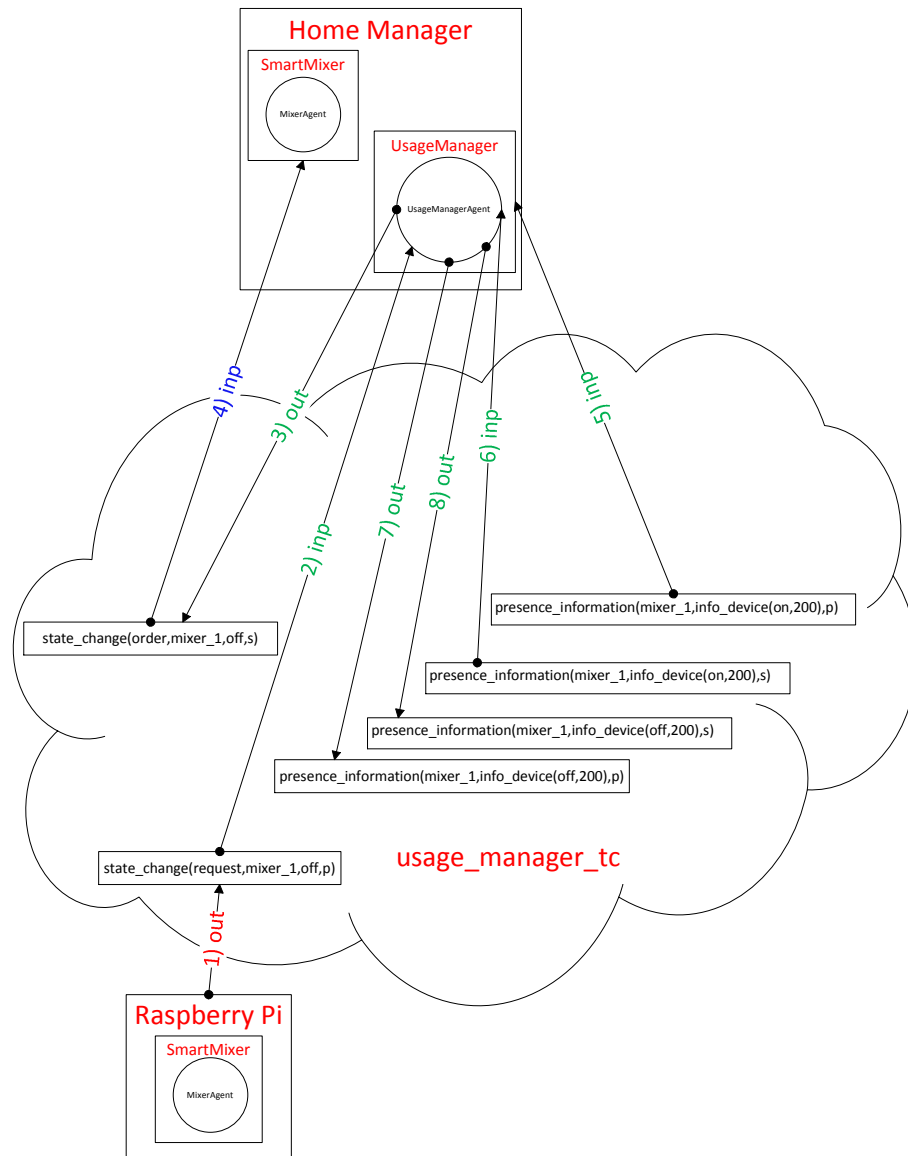 Home Manager
SmartMixer
MixerAgent
UsageManager
UsageManagerAgent
4) inp
3) out
5) inp
6) inp
8) out
7) out
2) inp
presence_information(mixer_1,info_device(on,200),p)
state_change(order,mixer_1,off,s)
presence_information(mixer_1,info_device(on,200),s)
presence_information(mixer_1,info_device(off,200),s)
presence_information(mixer_1,info_device(off,200),p)
usage_manager_tc
state_change(request,mixer_1,off,p)
1) out
Raspberry Pi
SmartMixer
MixerAgent